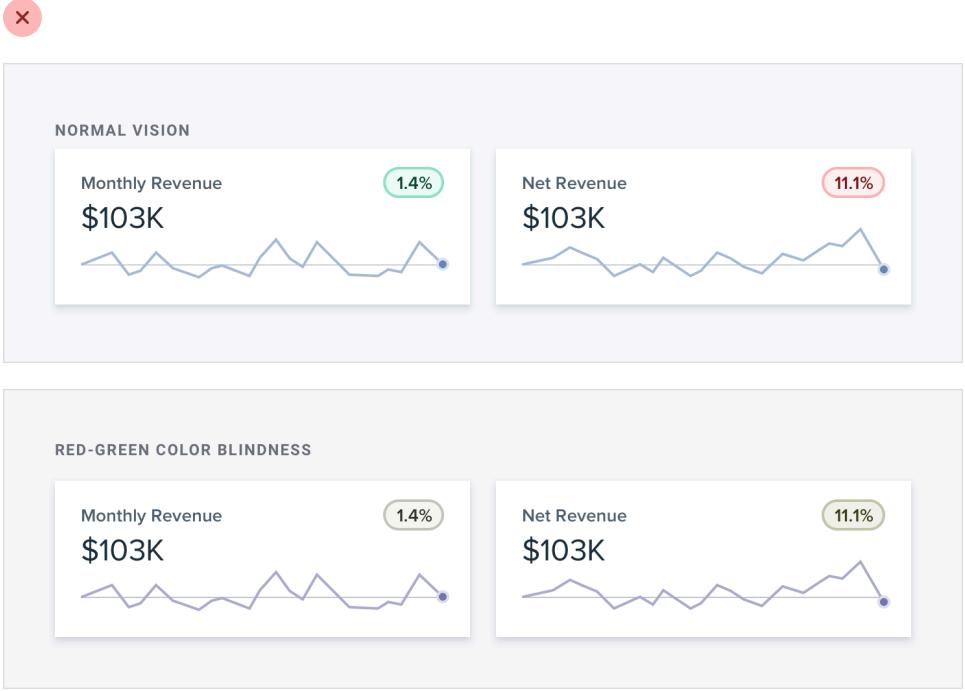 NORMAL VISION
Monthly Revenue 1.4%
$103K
Net Revenue 11.1%
$103K
RED-GREEN COLOR BLINDNESS
Monthly Revenue 1.4%
$103K
Net Revenue 11.1%
$103K